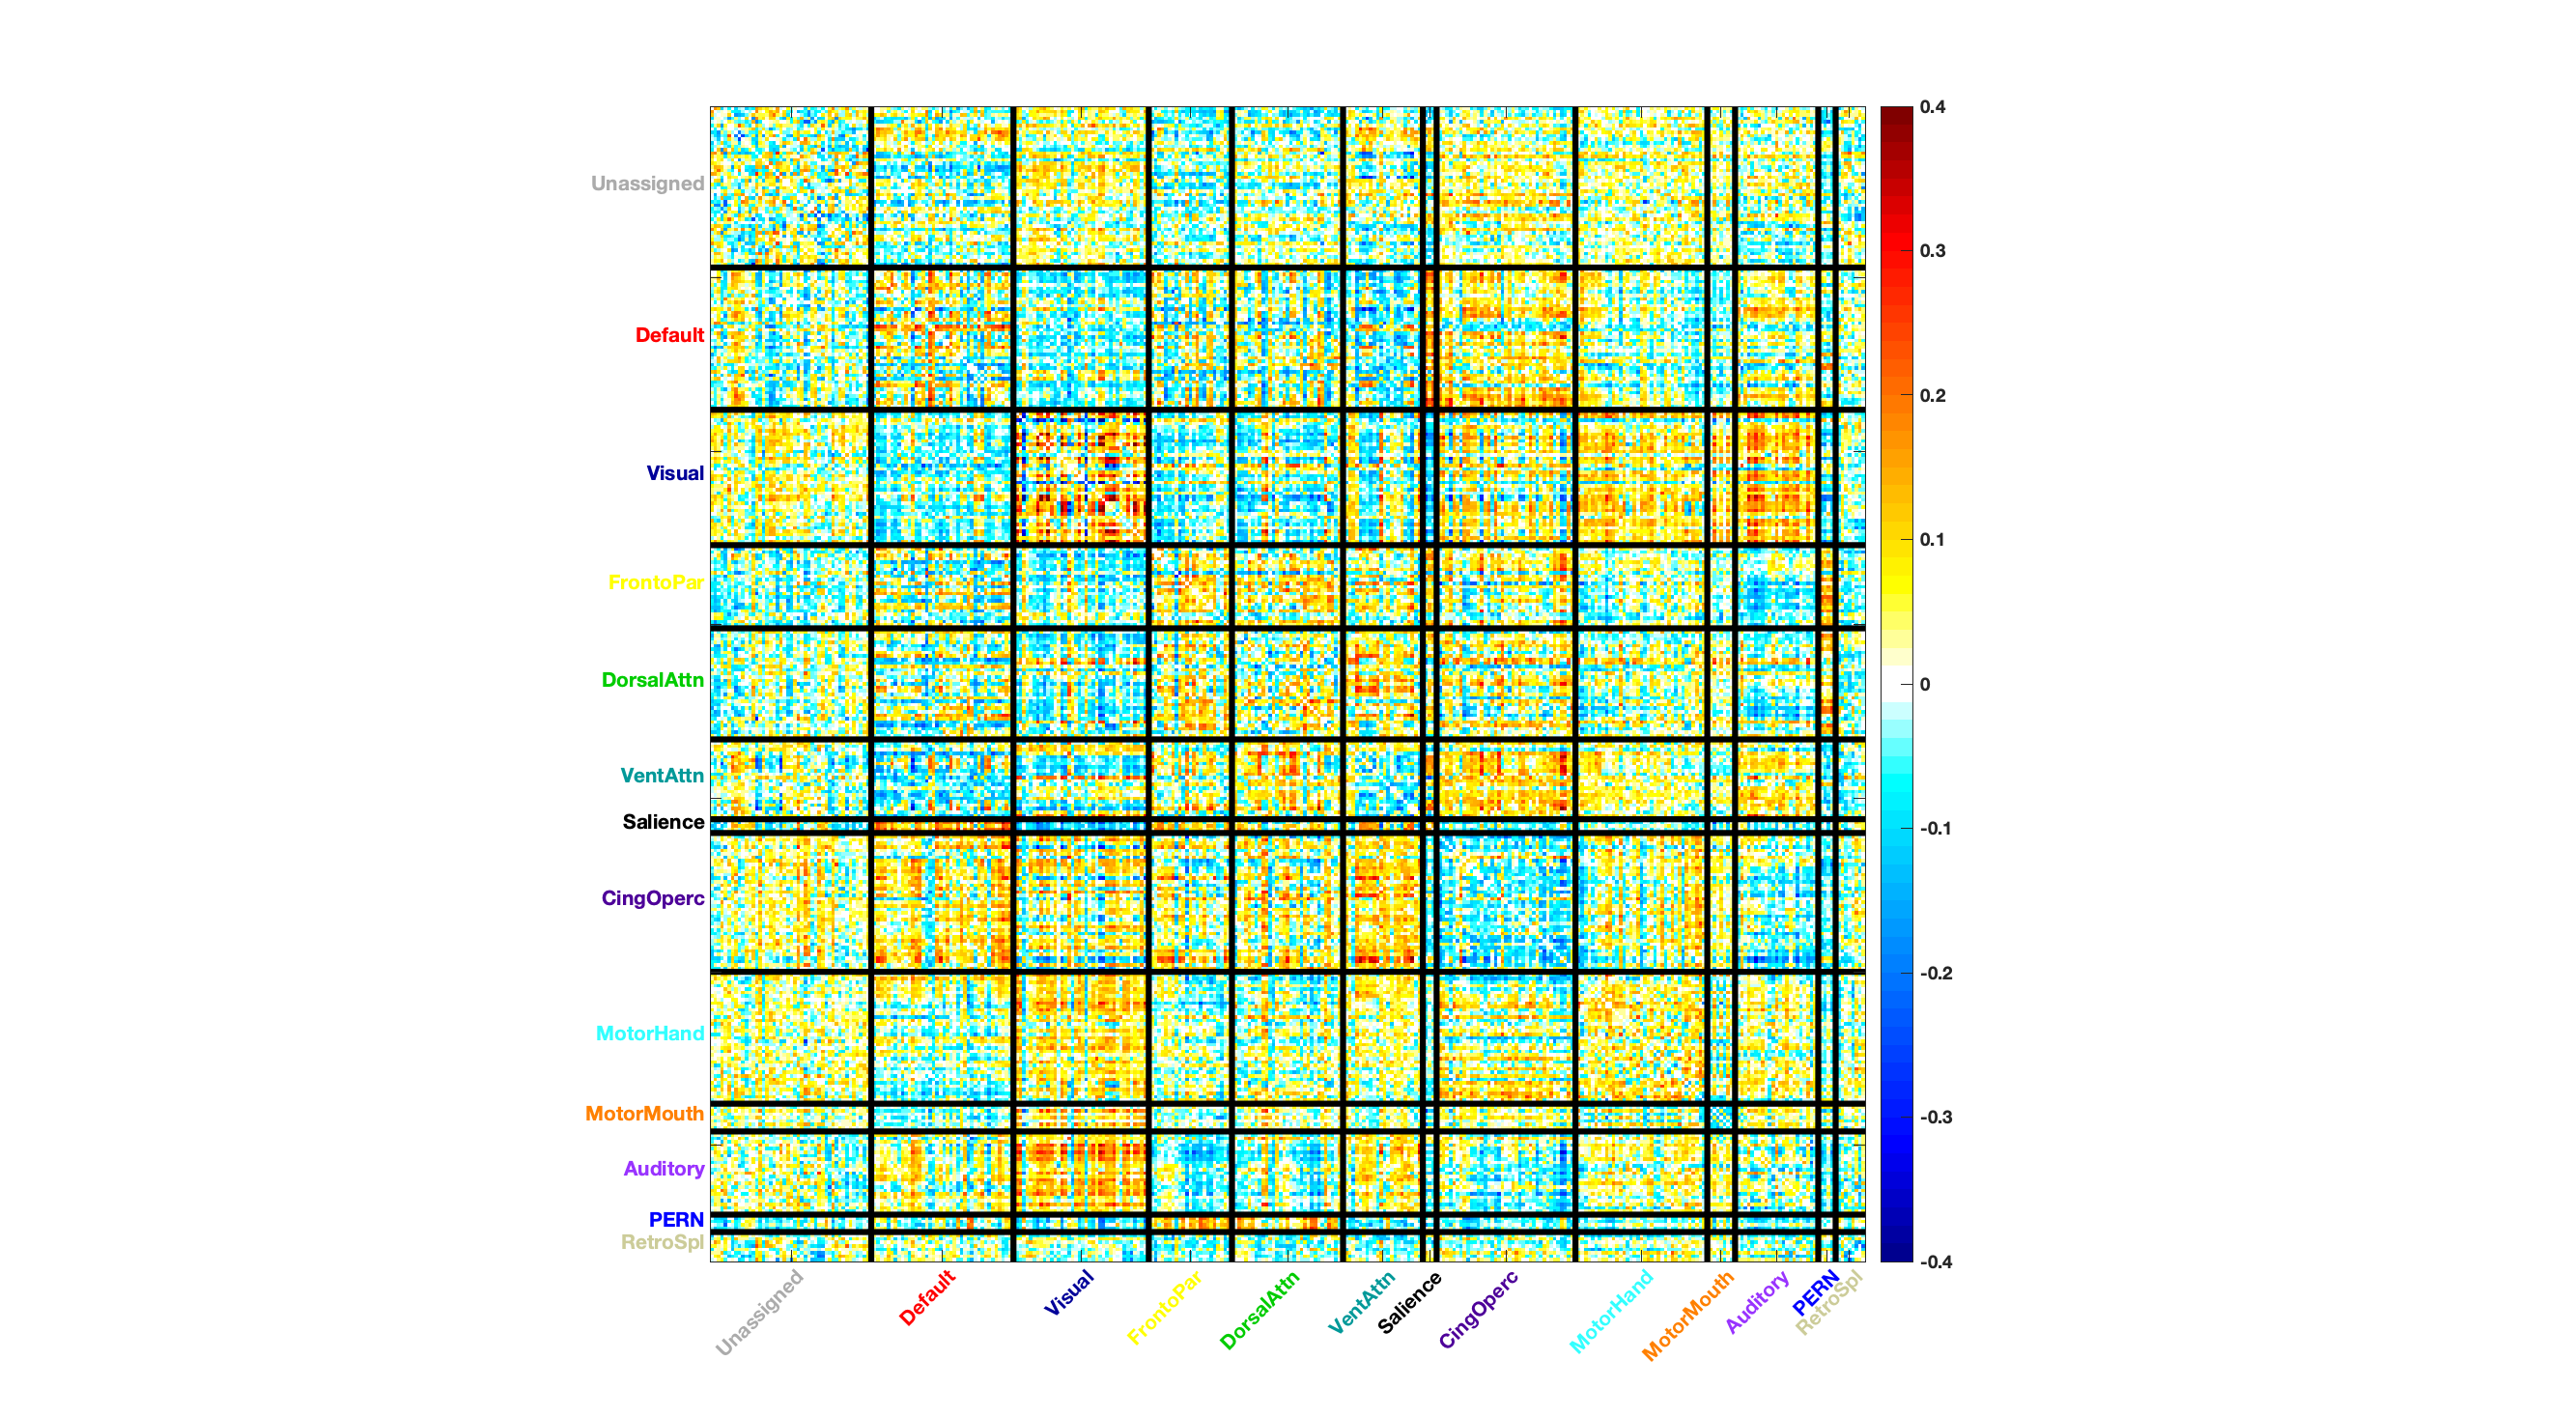 Unassigned
Default
Visual
FrontoPar
DorsalAttn
VentAttn
Salience
CingOperc
MotorHand
MotorMouth
Auditory
PERN
RetroSpl
Unassigned
Default
Visual
FrontoPar
DorsalAttn
VentAttn
Salience
CingOperc
MotorHand
MotorMouth
Auditory
PERN
RetroSpl
0.4
0.3
0.2
0.1
0
-0.1
-0.2
-0.3
-0.4